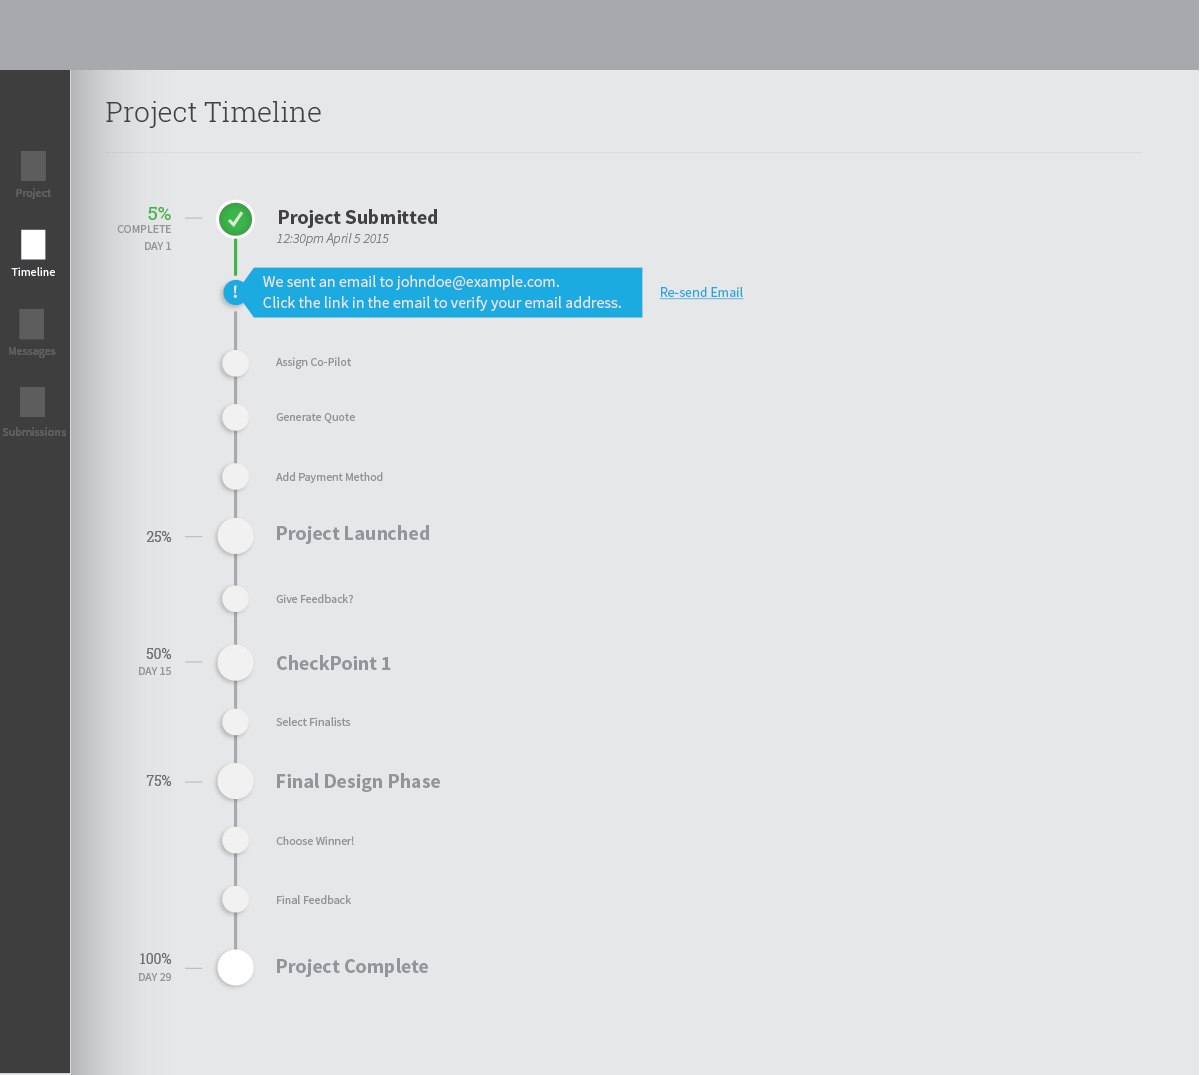 Project Timeline
Project
Timeline
Messages
Submissions
5%
COMPLETE
DAY 1
Project Submitted
12:30pm April 5 2015
!
We sent an email to johndoe@example.com.
Click the link in the email to verify your email address.
Re-send Email
Assign Co-Pilot
Generate Quote
Add Payment Method
25%
Project Launched
Give Feedback?
50%
DAY 15
CheckPoint 1
Select Finalists
75%
Final Design Phase
Choose Winner!
Final Feedback
100%
DAY 29
Project Complete